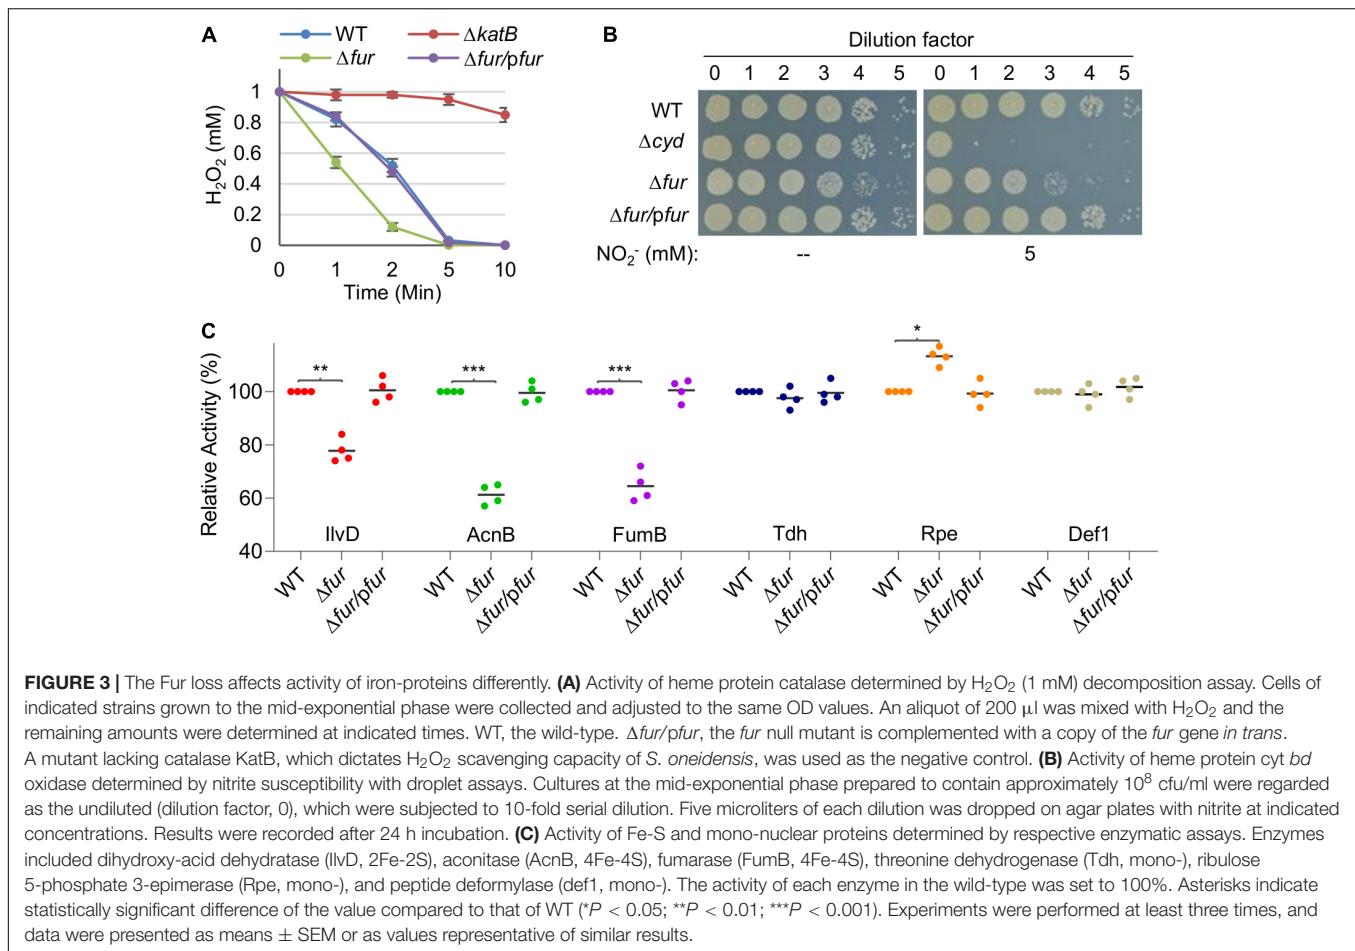 A
WT
ΔkatB
Δfur
Δfur/pfur
H₂O₂ (mM)
1
0.8
0.6
0.4
0.2
0
0 1 2 5 10
Time (Min)
B
Dilution factor
0 1 2 3 4 5 0 1 2 3 4 5
WT
Δcyd
Δfur
Δfur/pfur
NO₂⁻ (mM): -- 5
C
Relative Activity (%)
100
80
60
40
** *** *** *
IlvD AcnB FumB Tdh Rpe Def1
WT Δfur Δfur/pfur WT Δfur Δfur/pfur WT Δfur Δfur/pfur WT Δfur Δfur/pfur WT Δfur Δfur/pfur WT Δfur Δfur/pfur
FIGURE 3 | The Fur loss affects activity of iron-proteins differently. (A) Activity of heme protein catalase determined by H₂O₂ (1 mM) decomposition assay. Cells of
indicated strains grown to the mid-exponential phase were collected and adjusted to the same OD values. An aliquot of 200 μl was mixed with H₂O₂ and the
remaining amounts were determined at indicated times. WT, the wild-type. Δfur/pfur, the fur null mutant is complemented with a copy of the fur gene in trans.
A mutant lacking catalase KatB, which dictates H₂O₂ scavenging capacity of S. oneidensis, was used as the negative control. (B) Activity of heme protein cyt bd
oxidase determined by nitrite susceptibility with droplet assays. Cultures at the mid-exponential phase prepared to contain approximately 10⁸ cfu/ml were regarded
as the undiluted (dilution factor, 0), which were subjected to 10-fold serial dilution. Five microliters of each dilution was dropped on agar plates with nitrite at indicated
concentrations. Results were recorded after 24 h incubation. (C) Activity of Fe-S and mono-nuclear proteins determined by respective enzymatic assays. Enzymes
included dihydroxy-acid dehydratase (IlvD, 2Fe-2S), aconitase (AcnB, 4Fe-4S), fumarase (FumB, 4Fe-4S), threonine dehydrogenase (Tdh, mono-), ribulose
5-phosphate 3-epimerase (Rpe, mono-), and peptide deformylase (def1, mono-). The activity of each enzyme in the wild-type was set to 100%. Asterisks indicate
statistically significant difference of the value compared to that of WT (*P < 0.05; **P < 0.01; ***P < 0.001). Experiments were performed at least three times, and
data were presented as means ± SEM or as values representative of similar results.